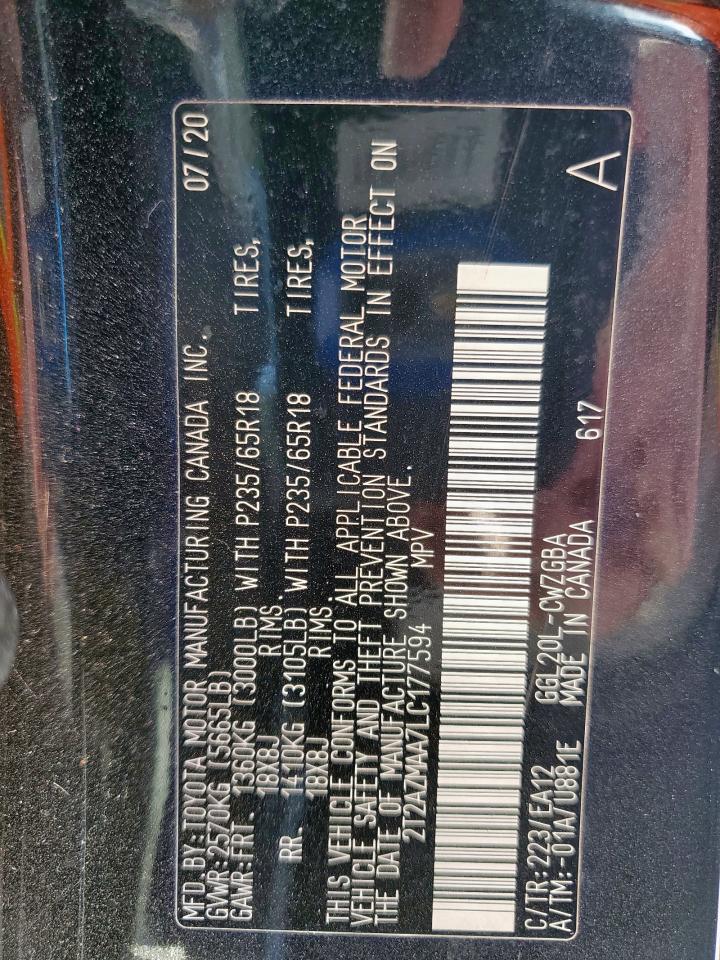 MFD BY:TOYOTA MOTOR MANUFACTURING CANADA INC. 07/20
GVWR:2570KG (5665LB)
GAWR:FRT. 1360KG (3000LB) WITH P235/65R18 TIRES,
18X8J RIMS.
RR. 1410KG (3105LB) WITH P235/65R18 TIRES,
18X8J RIMS.
THIS VEHICLE CONFORMS TO ALL APPLICABLE FEDERAL MOTOR
VEHICLE SAFETY AND THEFT PREVENTION STANDARDS IN EFFECT ON
THE DATE OF MANUFACTURE SHOWN ABOVE.
2T2AZMAA7LC177594 MPV
C/TR:223/EA12 GGL20L-CWZGBA
A/TM:-01A/U881E MADE IN CANADA 617 A